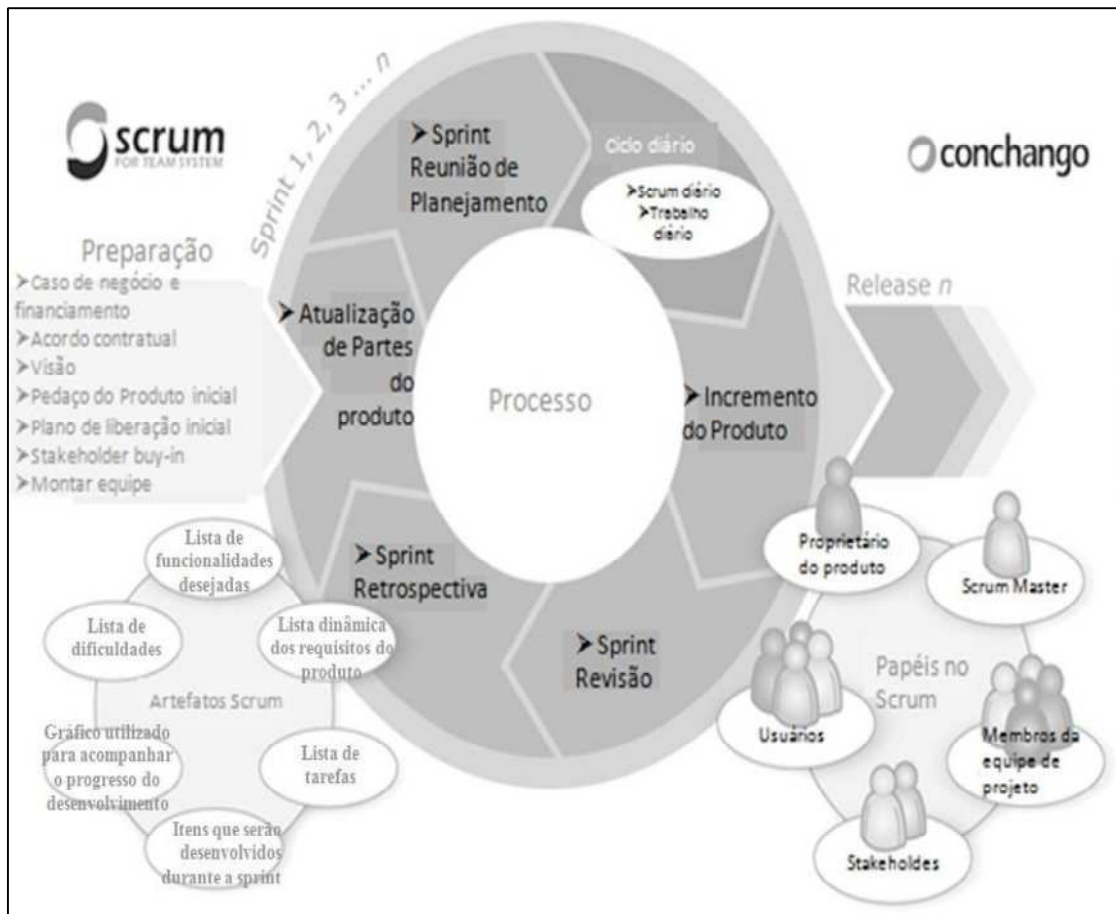 scrum
FOR TEAM SYSTEM
conchango
Sprint 1, 2, 3 ... n
Preparação
➤Caso de negócio e
financiamento
➤Acordo contratual
➤Visão
➤Pedaço do Produto inicial
➤Plano de liberação inicial
➤Stakeholder buy-in
➤Montar equipe
➤ Sprint
Reunião de
Planejamento
Ciclo diário
➤Scrum diário
➤Trabalho
diário
➤ Atualização
de Partes
do
produto
Processo
➤ Incremento
do Produto
Release n
➤ Sprint
Retrospectiva
➤ Sprint
Revisão
Lista de
funcionalidades
desejadas
Lista de
dificuldades
Lista dinâmica
dos requisitos do
produto
Artefatos Scrum
Gráfico utilizado
para acompanhar
o progresso do
desenvolvimento
Lista de
tarefas
Itens que serão
desenvolvidos
durante a sprint
Proprietário
do produto
Scrum Master
Papéis no
Scrum
Usuários
Membros da
equipe de
projeto
Stakeholdes